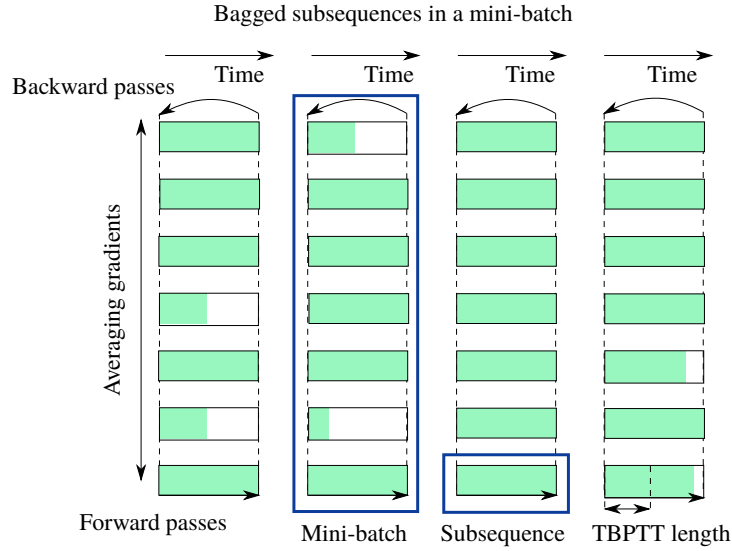 Bagged subsequences in a mini-batch
Time
Time
Time
Time
Backward passes
Averaging gradients
Forward passes
Mini-batch
Subsequence
TBPTT length